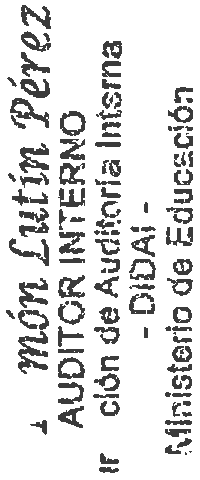 món Lutín Pérez
AUDITOR INTERNO
ción de Auditoría Interna
- DIDAI -
Ministerio de Educación